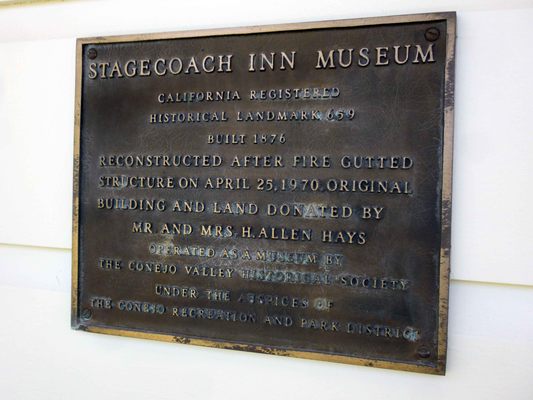 STAGECOACH INN MUSEUM
CALIFORNIA REGISTERED
HISTORICAL LANDMARK 659
BUILT 1876
RECONSTRUCTED AFTER FIRE GUTTED
STRUCTURE ON APRIL 25, 1970. ORIGINAL
BUILDING AND LAND DONATED BY
MR. AND MRS. H. ALLEN HAYS
OPERATED AS A MUSEUM BY
THE CONEJO VALLEY HISTORICAL SOCIETY
UNDER THE AUSPICES OF
THE CONEJO RECREATION AND PARK DISTRICT